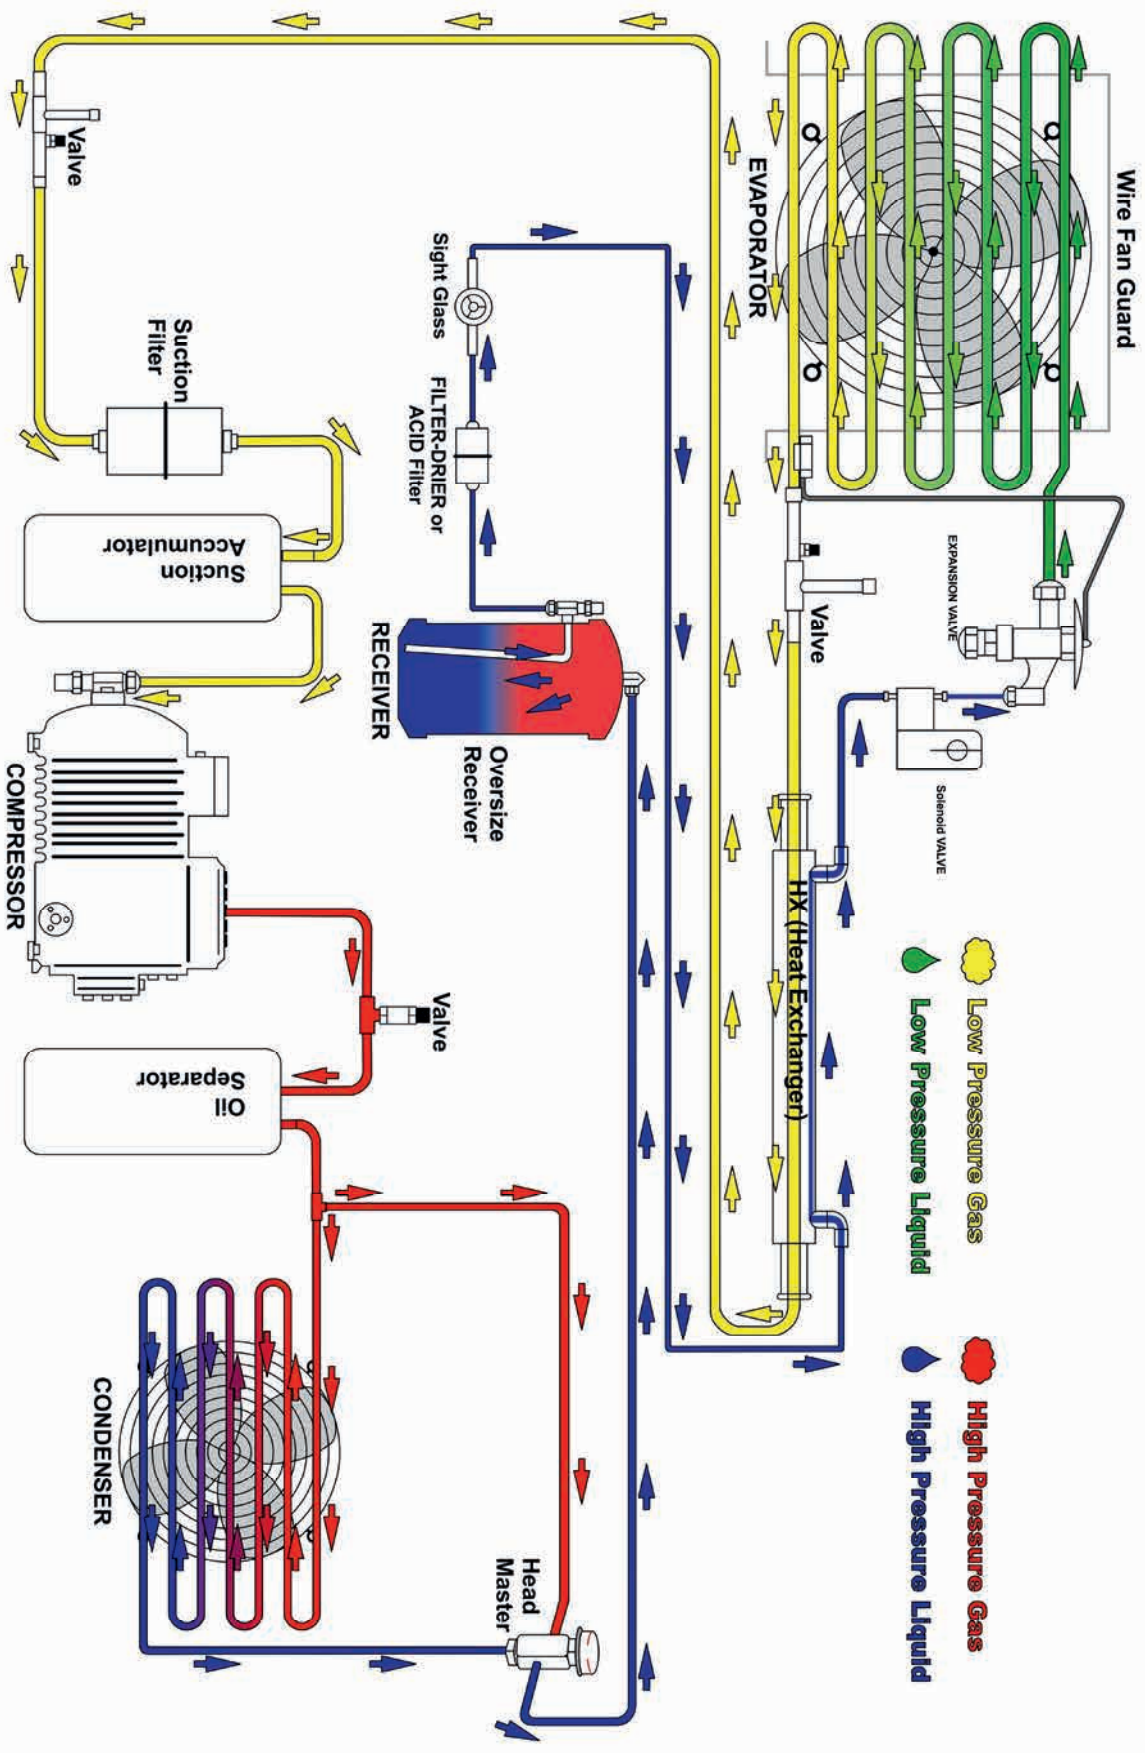 Wire Fan Guard
EVAPORATOR
EXPANSION VALVE
Valve
Solenoid VALVE
HX (Heat Exchanger)
Low Pressure Gas
Low Pressure Liquid
High Pressure Gas
High Pressure Liquid
Valve
Suction
Filter
Sight Glass
FILTER-DRIER or
ACID Filter
RECEIVER
Oversize
Receiver
Suction
Accumulator
COMPRESSOR
Valve
Oil
Separator
CONDENSER
Head
Master